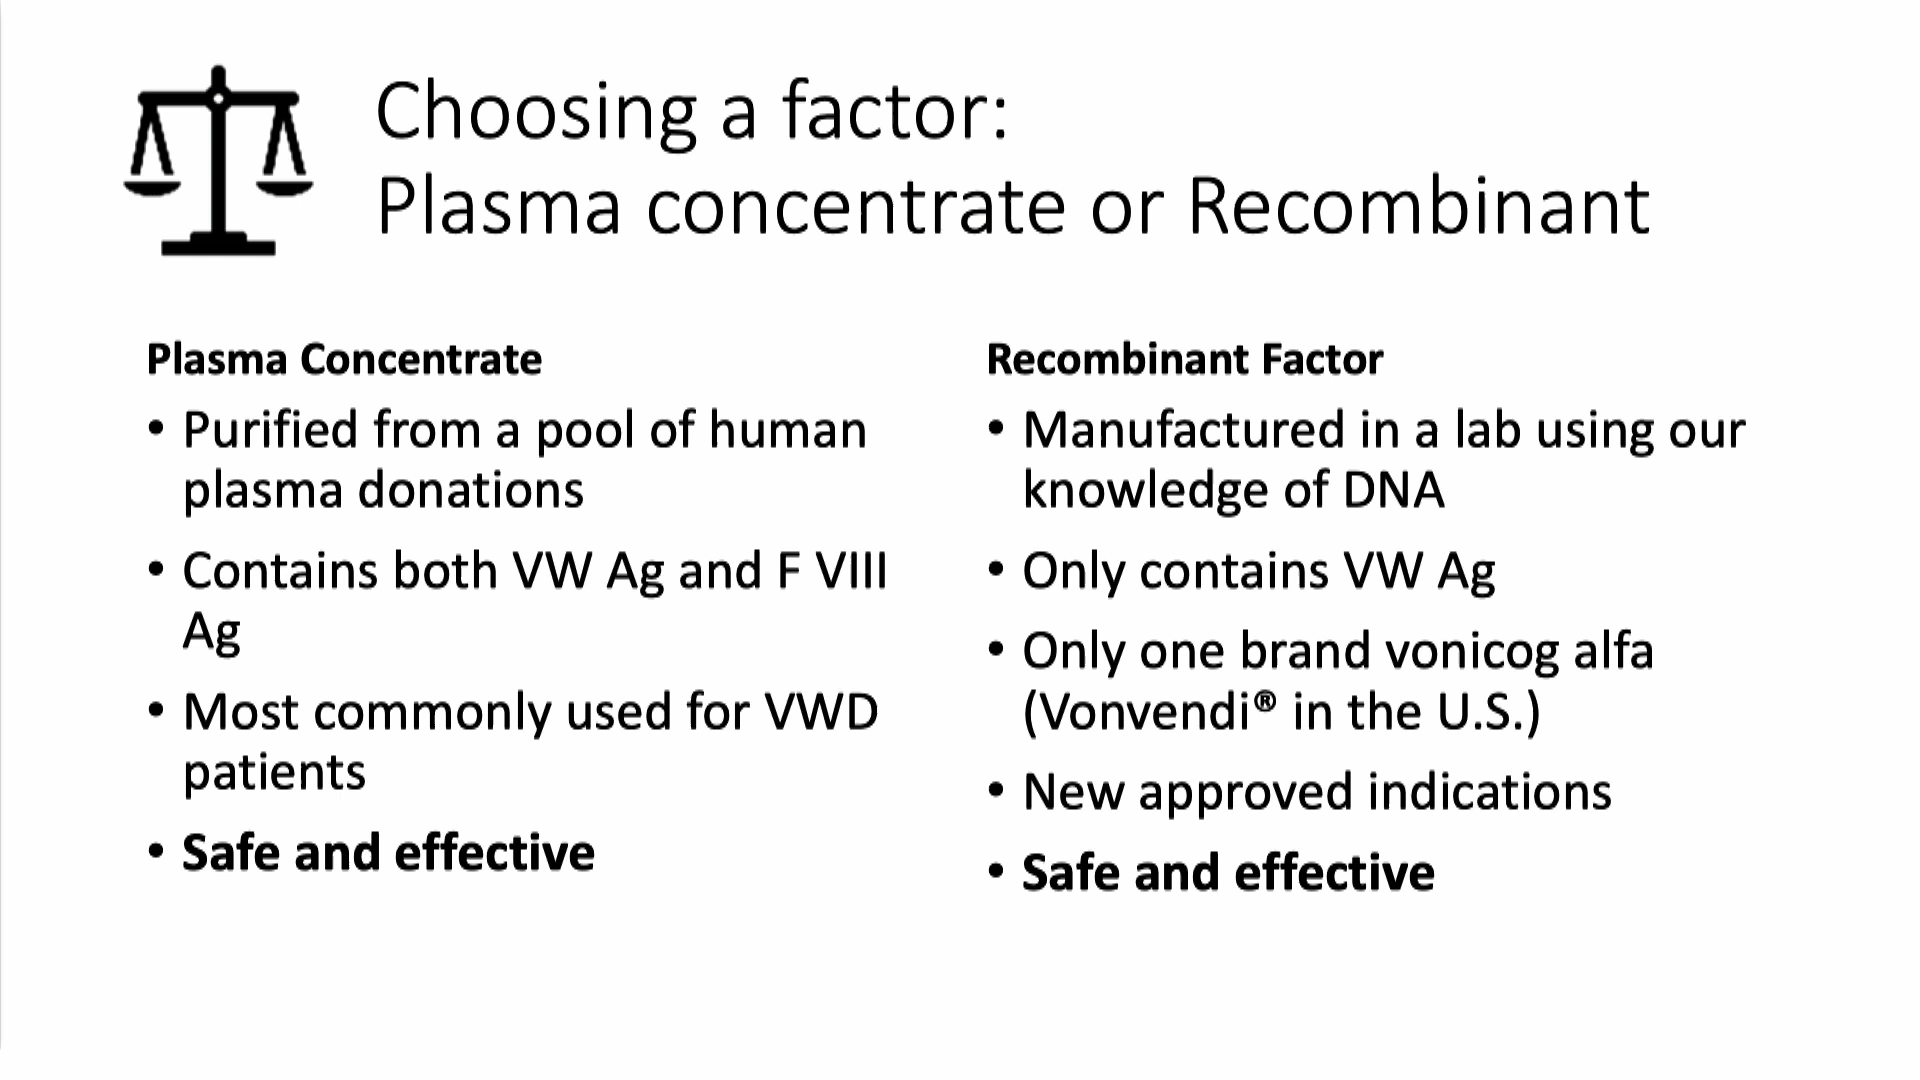 Choosing a factor:
Plasma concentrate or Recombinant
Plasma Concentrate
• Purified from a pool of human
plasma donations
• Contains both VW Ag and F VIII
Ag
• Most commonly used for VWD
patients
• Safe and effective
Recombinant Factor
• Manufactured in a lab using our
knowledge of DNA
• Only contains VW Ag
• Only one brand vonicog alfa
(Vonvendi® in the U.S.)
• New approved indications
• Safe and effective